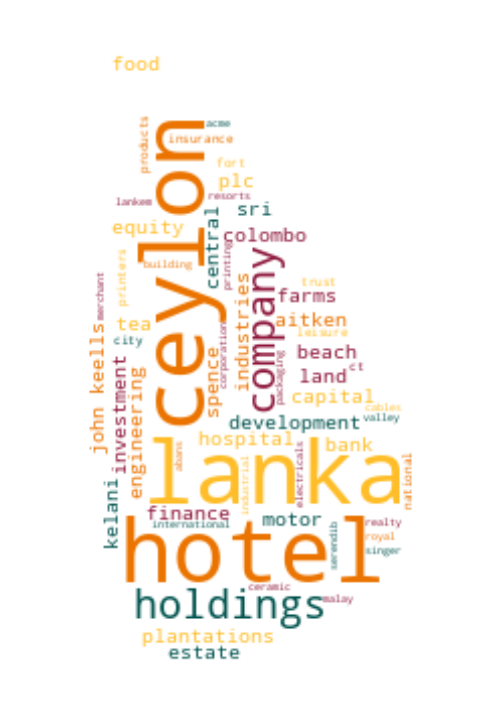 food
products
acme
insurance
ceylon
fort
plc
lankem
resorts
sri
central
equity
colombo
printing
company
building
printers
merchant
trust
farms
industries
tea
aitken
leisure
city
john keells
corporation
spence
beach
packaging
investment
land
ct
engineering
capital
cables
development
valley
hospital
bank
abans
lanka
industrial
electricals
national
kelani
finance
international
motor
realty
hotel
serendib
royal
singer
ceramic
holdings
malay
plantations
estate